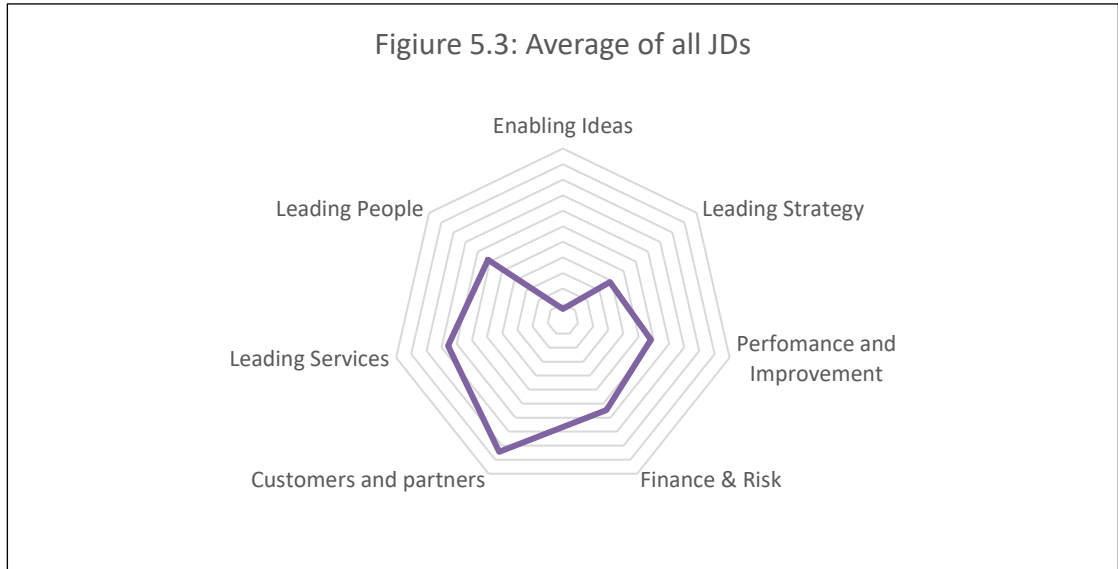 Figiure 5.3: Average of all JDs
Enabling Ideas
Leading People
Leading Strategy
Perfomance and
Improvement
Leading Services
Customers and partners
Finance & Risk